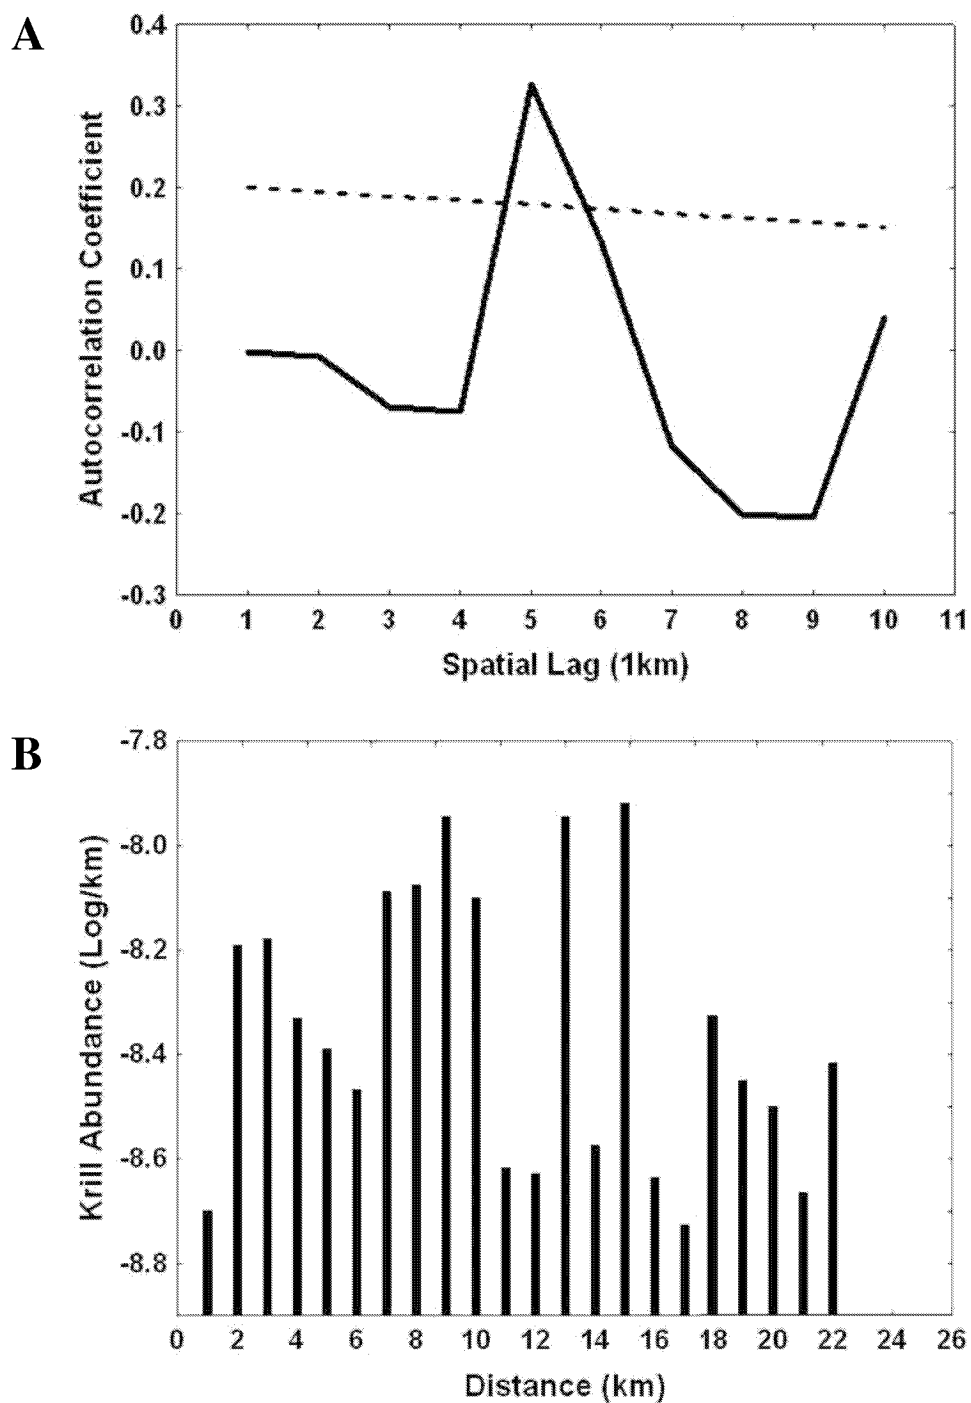 A
0.4
0.3
0.2
0.1
0.0
-0.1
-0.2
-0.3
Autocorrelation Coefficient
0 1 2 3 4 5 6 7 8 9 10 11
Spatial Lag (1km)
B
-7.8
-8.0
-8.2
-8.4
-8.6
-8.8
Krill Abundance (Log/km)
0 2 4 6 8 10 12 14 16 18 20 22 24 26
Distance (km)